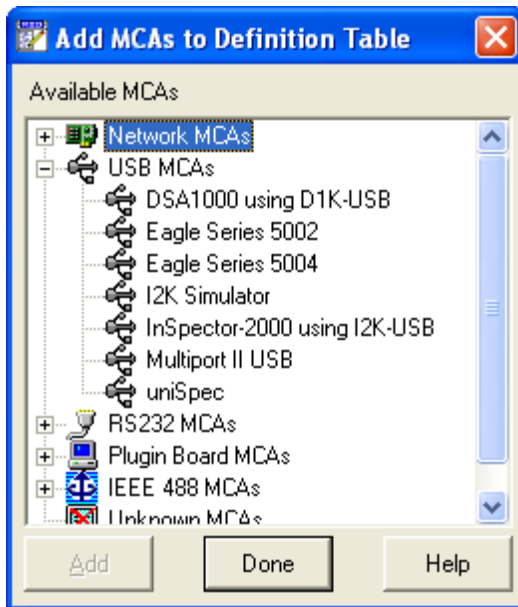 Add MCAs to Definition Table
Available MCAs
Network MCAs
USB MCAs
DSA1000 using D1K-USB
Eagle Series 5002
Eagle Series 5004
I2K Simulator
InSpector-2000 using I2K-USB
Multiport II USB
uniSpec
RS232 MCAs
Plugin Board MCAs
IEEE 488 MCAs
Unknown MCAs
Add Done Help